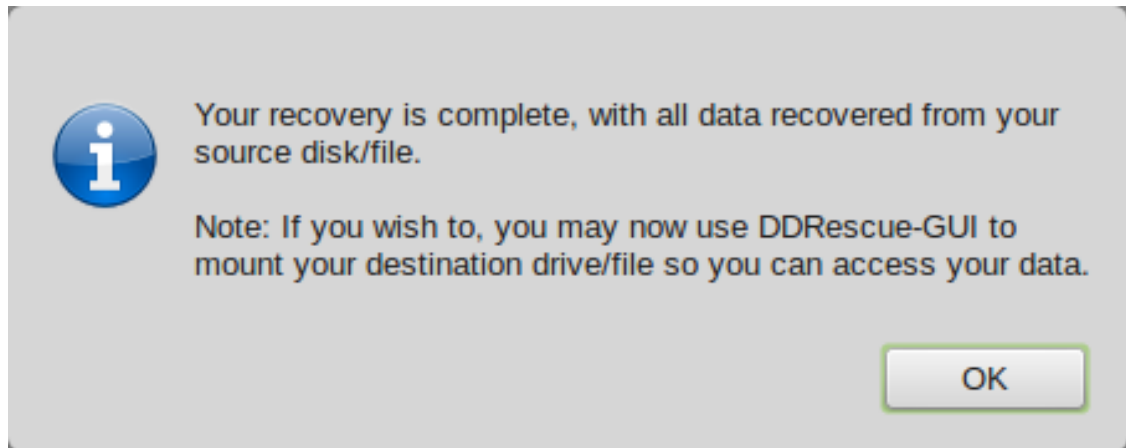 Your recovery is complete, with all data recovered from your
source disk/file.
Note: If you wish to, you may now use DDRescue-GUI to
mount your destination drive/file so you can access your data.
OK